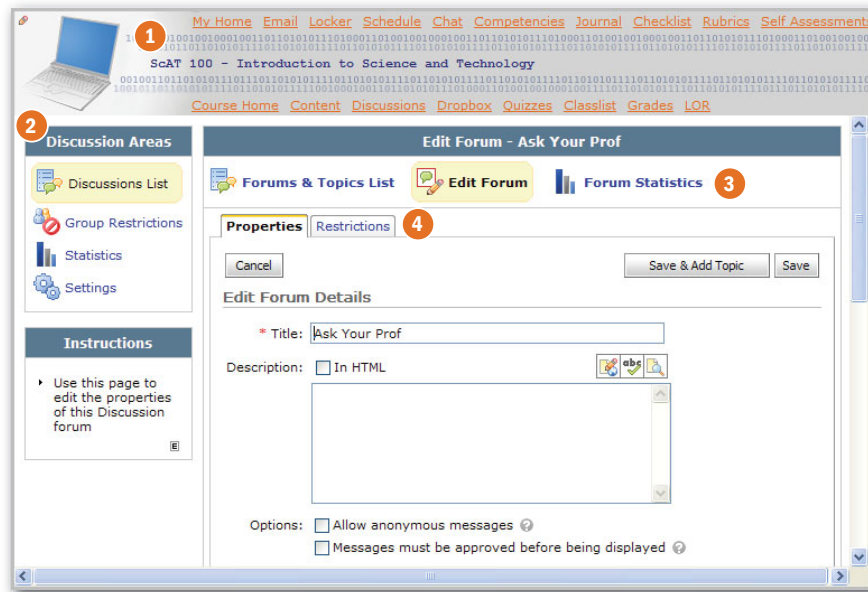 My Home Email Locker Schedule Chat Competencies Journal Checklist Rubrics Self Assessments
1
ScAT 100 - Introduction to Science and Technology
Course Home Content Discussions Dropbox Quizzes Classlist Grades LOR
2
Discussion Areas
Discussions List
Group Restrictions
Statistics
Settings
Instructions
Use this page to
edit the properties
of this Discussion
forum
E
Edit Forum - Ask Your Prof
Forums & Topics List Edit Forum Forum Statistics 3
Properties Restrictions 4
Cancel Save & Add Topic Save
Edit Forum Details
* Title: Ask Your Prof
Description: In HTML abc
Options: Allow anonymous messages ?
Messages must be approved before being displayed ?